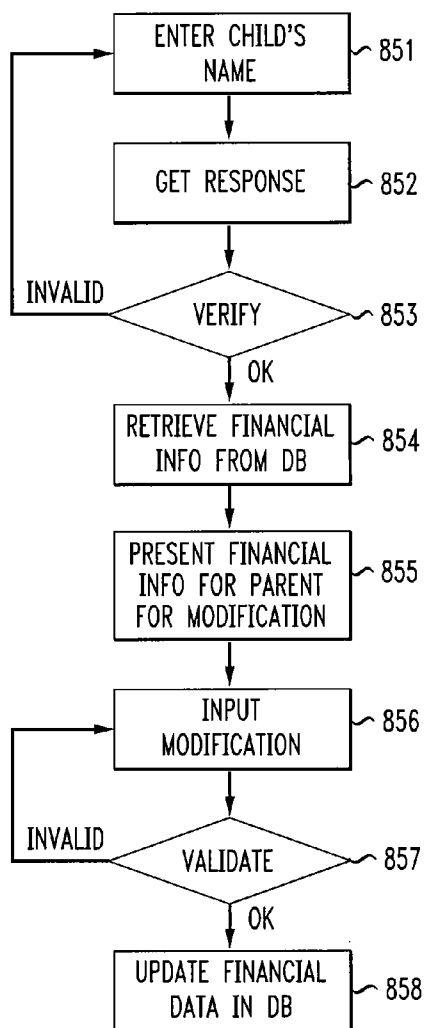 ENTER CHILD'S
NAME
851
GET RESPONSE
852
INVALID
VERIFY
853
OK
RETRIEVE FINANCIAL
INFO FROM DB
854
PRESENT FINANCIAL
INFO FOR PARENT
FOR MODIFICATION
855
INPUT
MODIFICATION
856
INVALID
VALIDATE
857
OK
UPDATE FINANCIAL
DATA IN DB
858